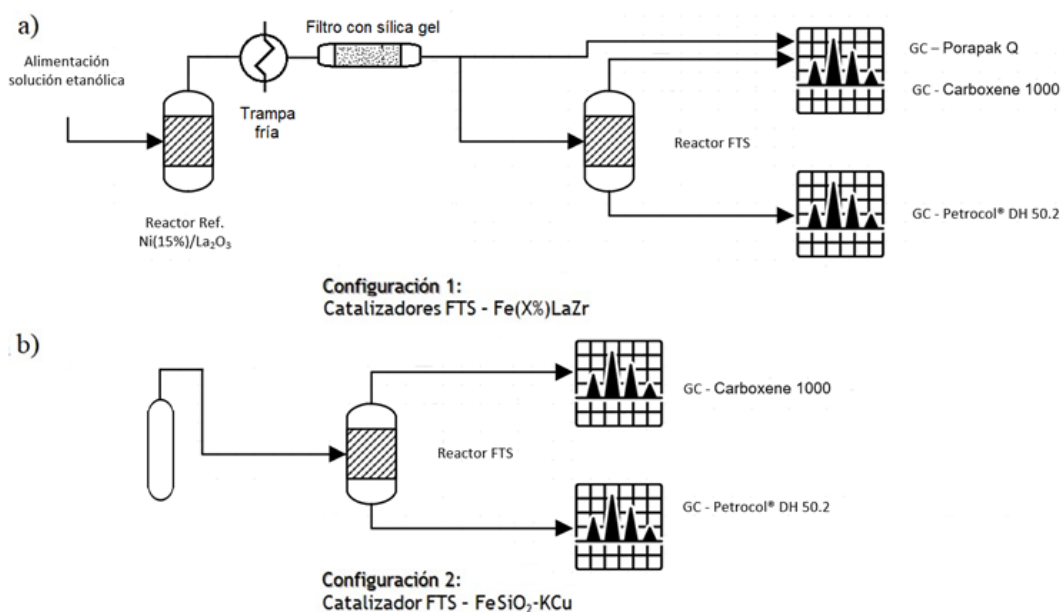 a)
Filtro con sílica gel
Alimentación
solución etanólica
Trampa
fría
GC – Porapak Q
GC - Carboxene 1000
Reactor FTS
GC - Petrocol® DH 50.2
Reactor Ref.
Ni(15%)/La₂O₃
Configuración 1:
Catalizadores FTS - Fe(X%)LaZr
b)
GC - Carboxene 1000
Reactor FTS
GC - Petrocol® DH 50.2
Configuración 2:
Catalizador FTS - FeSiO₂-KCu